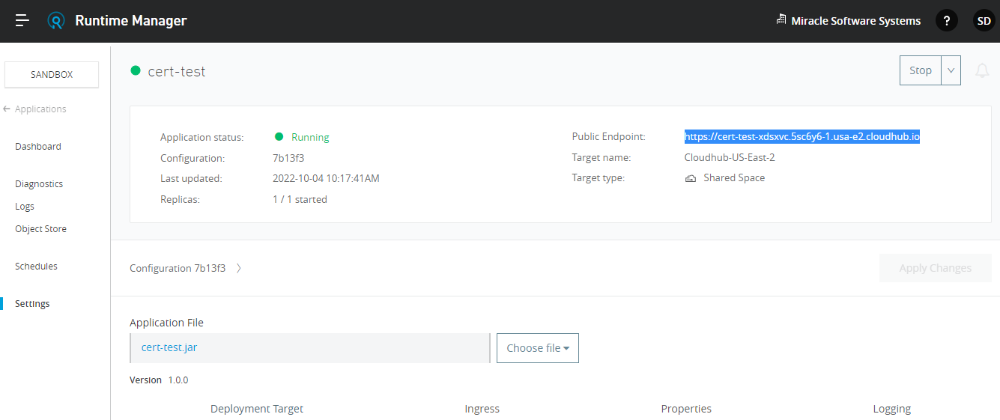 Runtime Manager
Miracle Software Systems
?
SD
SANDBOX
Applications
Dashboard
Diagnostics
Logs
Object Store
Schedules
Settings
cert-test
Stop
Application status: Running
Configuration: 7b13f3
Last updated: 2022-10-04 10:17:41AM
Replicas: 1 / 1 started
Public Endpoint: https://cert-test-xdsxvc.5sc6y6-1.usa-e2.cloudhub.io
Target name: Cloudhub-US-East-2
Target type: Shared Space
Configuration 7b13f3
Apply Changes
Application File
cert-test.jar
Choose file
Version 1.0.0
Deployment Target Ingress Properties Logging